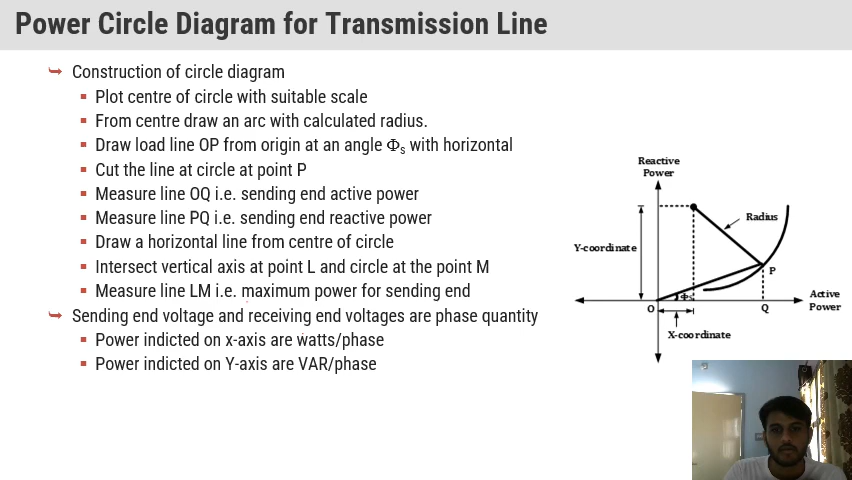 Power Circle Diagram for Transmission Line
Construction of circle diagram
Plot centre of circle with suitable scale
From centre draw an arc with calculated radius.
Draw load line OP from origin at an angle Φs with horizontal
Cut the line at circle at point P
Measure line OQ i.e. sending end active power
Measure line PQ i.e. sending end reactive power
Draw a horizontal line from centre of circle
Intersect vertical axis at point L and circle at the point M
Measure line LM i.e. maximum power for sending end
Sending end voltage and receiving end voltages are phase quantity
Power indicted on x-axis are watts/phase
Power indicted on Y-axis are VAR/phase
Reactive
Power
Radius
Y-coordinate
P
Φs
Active
Power
O
Q
X-coordinate